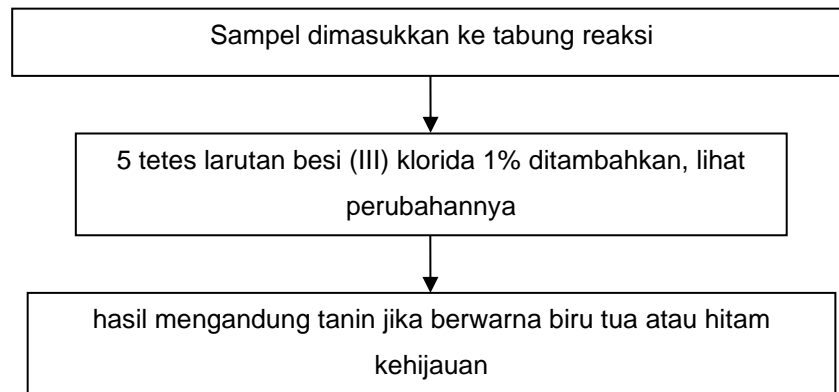 Sampel dimasukkan ke tabung reaksi
5 tetes larutan besi (III) klorida 1% ditambahkan, lihat
perubahannya
hasil mengandung tanin jika berwarna biru tua atau hitam
kehijauan